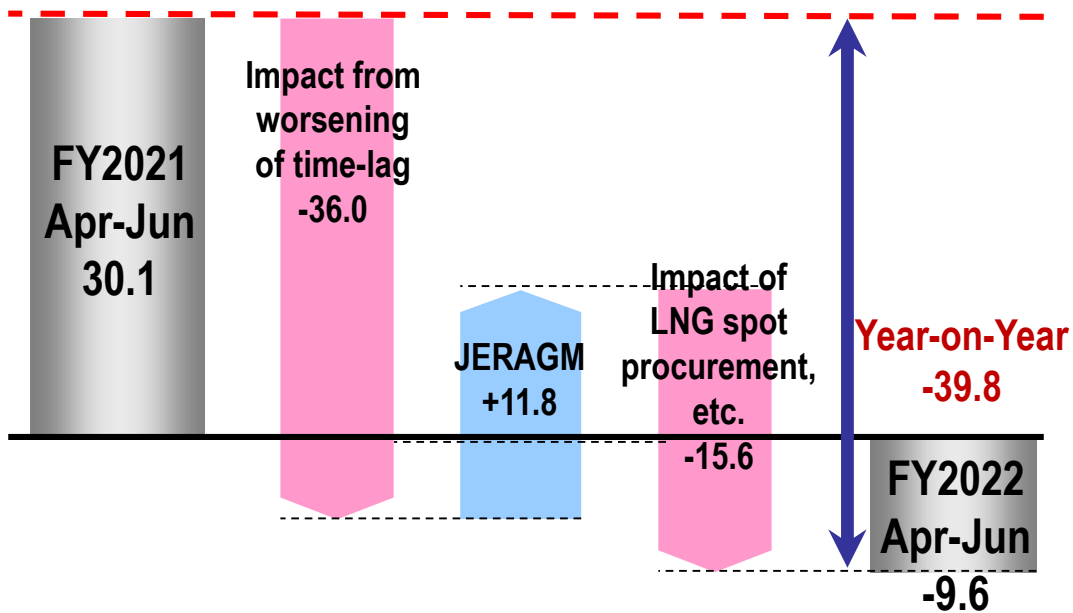 FY2021
Apr-Jun
30.1
Impact from
worsening
of time-lag
-36.0
JERAGM
+11.8
Impact of
LNG spot
procurement,
etc.
-15.6
Year-on-Year
-39.8
FY2022
Apr-Jun
-9.6